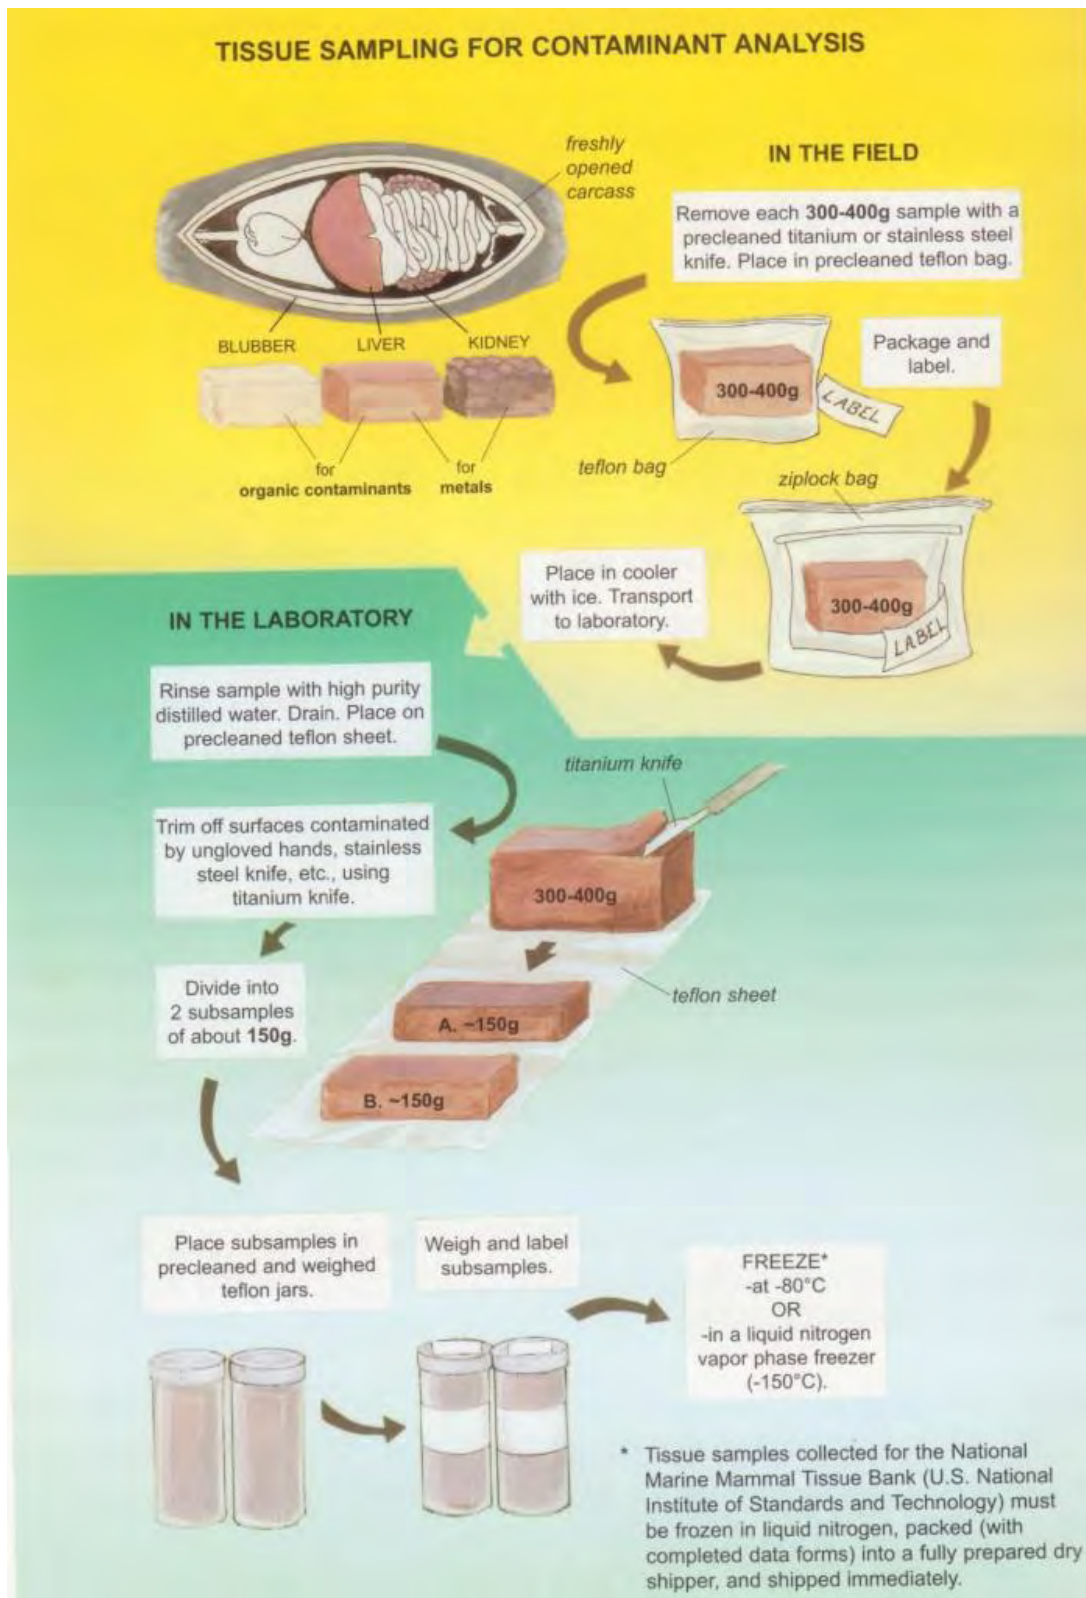 TISSUE SAMPLING FOR CONTAMINANT ANALYSIS
freshly
opened
carcass
BLUBBER
LIVER
KIDNEY
for
organic contaminants
for
metals
IN THE FIELD
Remove each 300-400g sample with a
precleaned titanium or stainless steel
knife. Place in precleaned teflon bag.
300-400g
LABEL
teflon bag
Package and
label.
ziplock bag
300-400g
LABEL
Place in cooler
with ice. Transport
to laboratory.
IN THE LABORATORY
Rinse sample with high purity
distilled water. Drain. Place on
precleaned teflon sheet.
titanium knife
Trim off surfaces contaminated
by ungloved hands, stainless
steel knife, etc., using
titanium knife.
300-400g
teflon sheet
Divide into
2 subsamples
of about 150g.
A. ~150g
B. ~150g
Place subsamples in
precleaned and weighed
teflon jars.
Weigh and label
subsamples.
FREEZE*
-at -80°C
OR
-in a liquid nitrogen
vapor phase freezer
(-150°C).
* Tissue samples collected for the National
Marine Mammal Tissue Bank (U.S. National
Institute of Standards and Technology) must
be frozen in liquid nitrogen, packed (with
completed data forms) into a fully prepared dry
shipper, and shipped immediately.